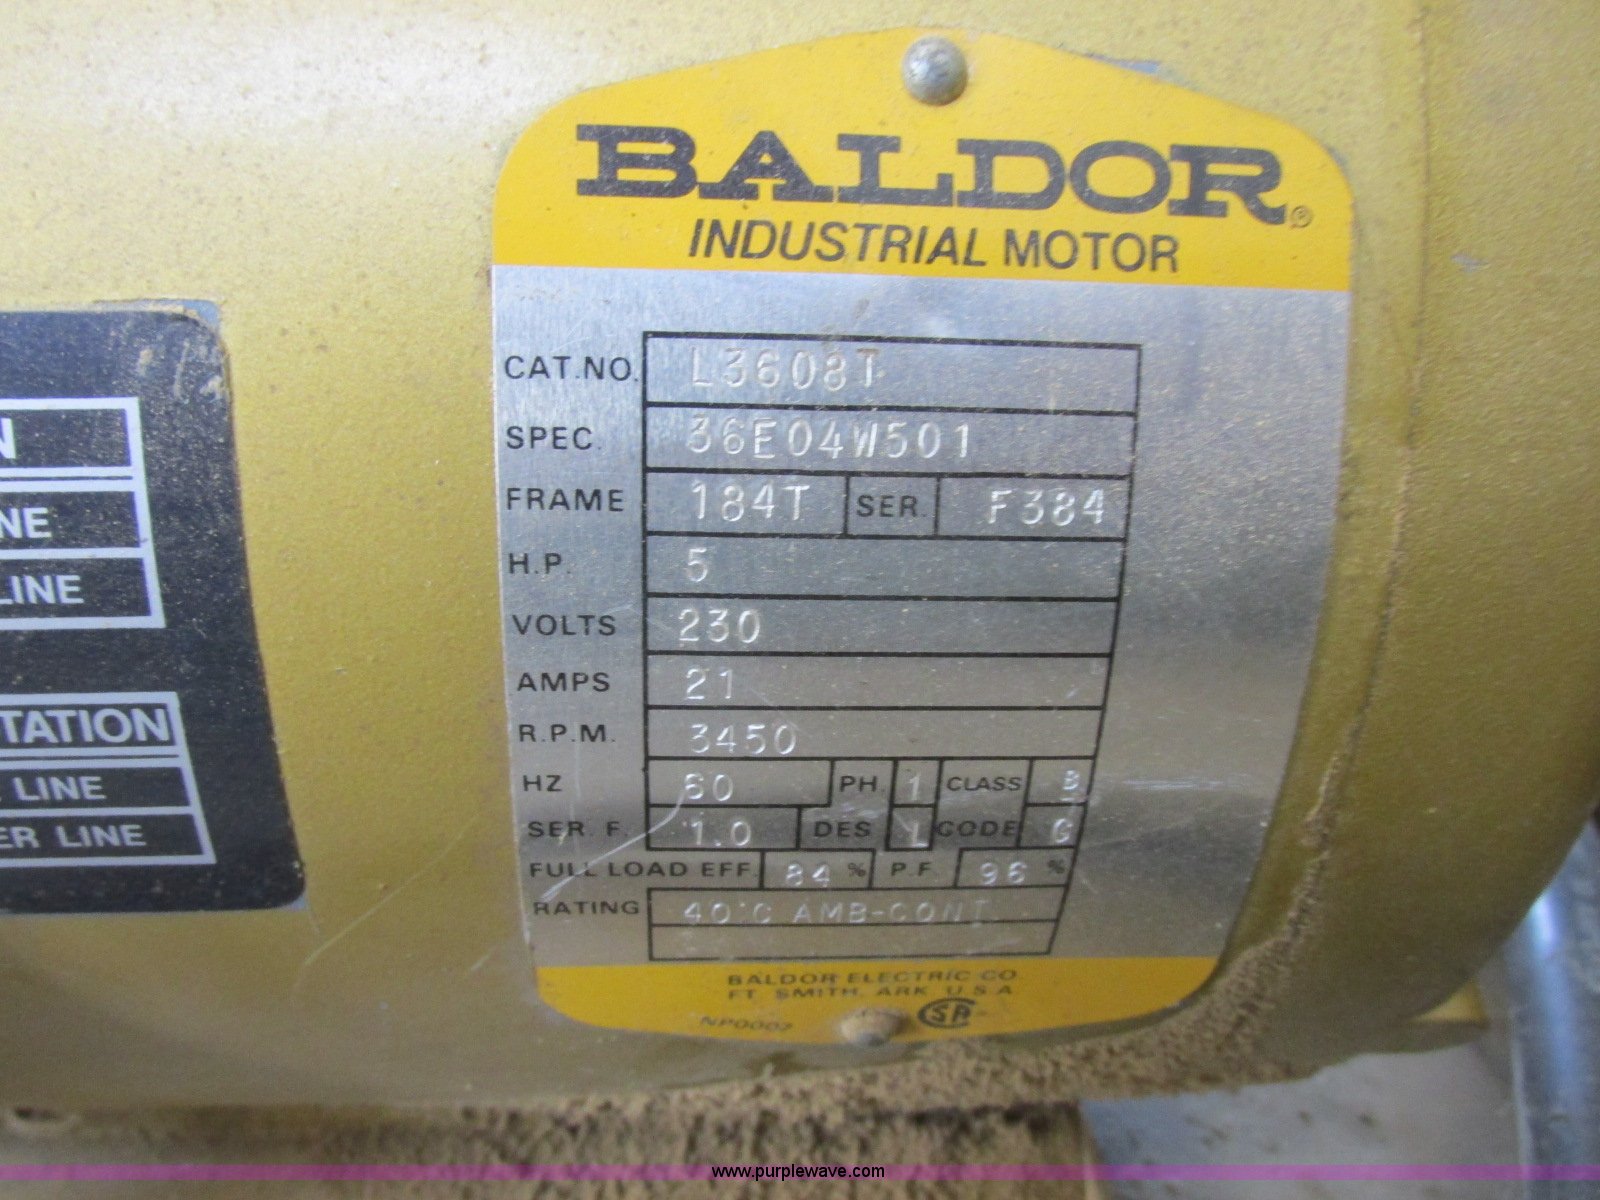 N
NE
LINE
TATION
LINE
ER LINE
BALDOR®
INDUSTRIAL MOTOR
CAT.NO. L3608T
SPEC. 36E04W501
FRAME 184T SER. F384
H.P. 5
VOLTS 230
AMPS 21
R.P.M. 3450
HZ 60 PH. 1 CLASS B
SER. F. 1.0 DES L CODE G
FULL LOAD EFF. 84 % P.F. 96 %
RATING 40°C AMB-CONT.
BALDOR ELECTRIC CO.
FT. SMITH, ARK. U.S.A.
NP0007
www.purplewave.com